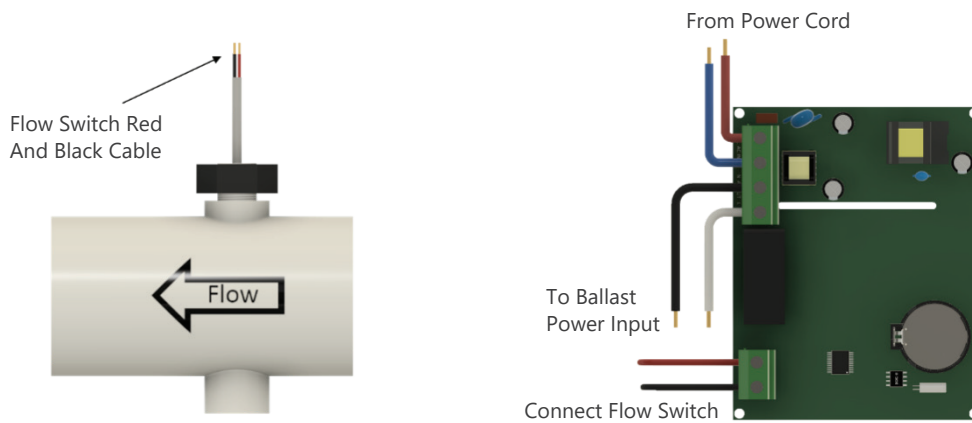 From Power Cord
Flow Switch Red
And Black Cable
Flow
To Ballast
Power Input
Connect Flow Switch